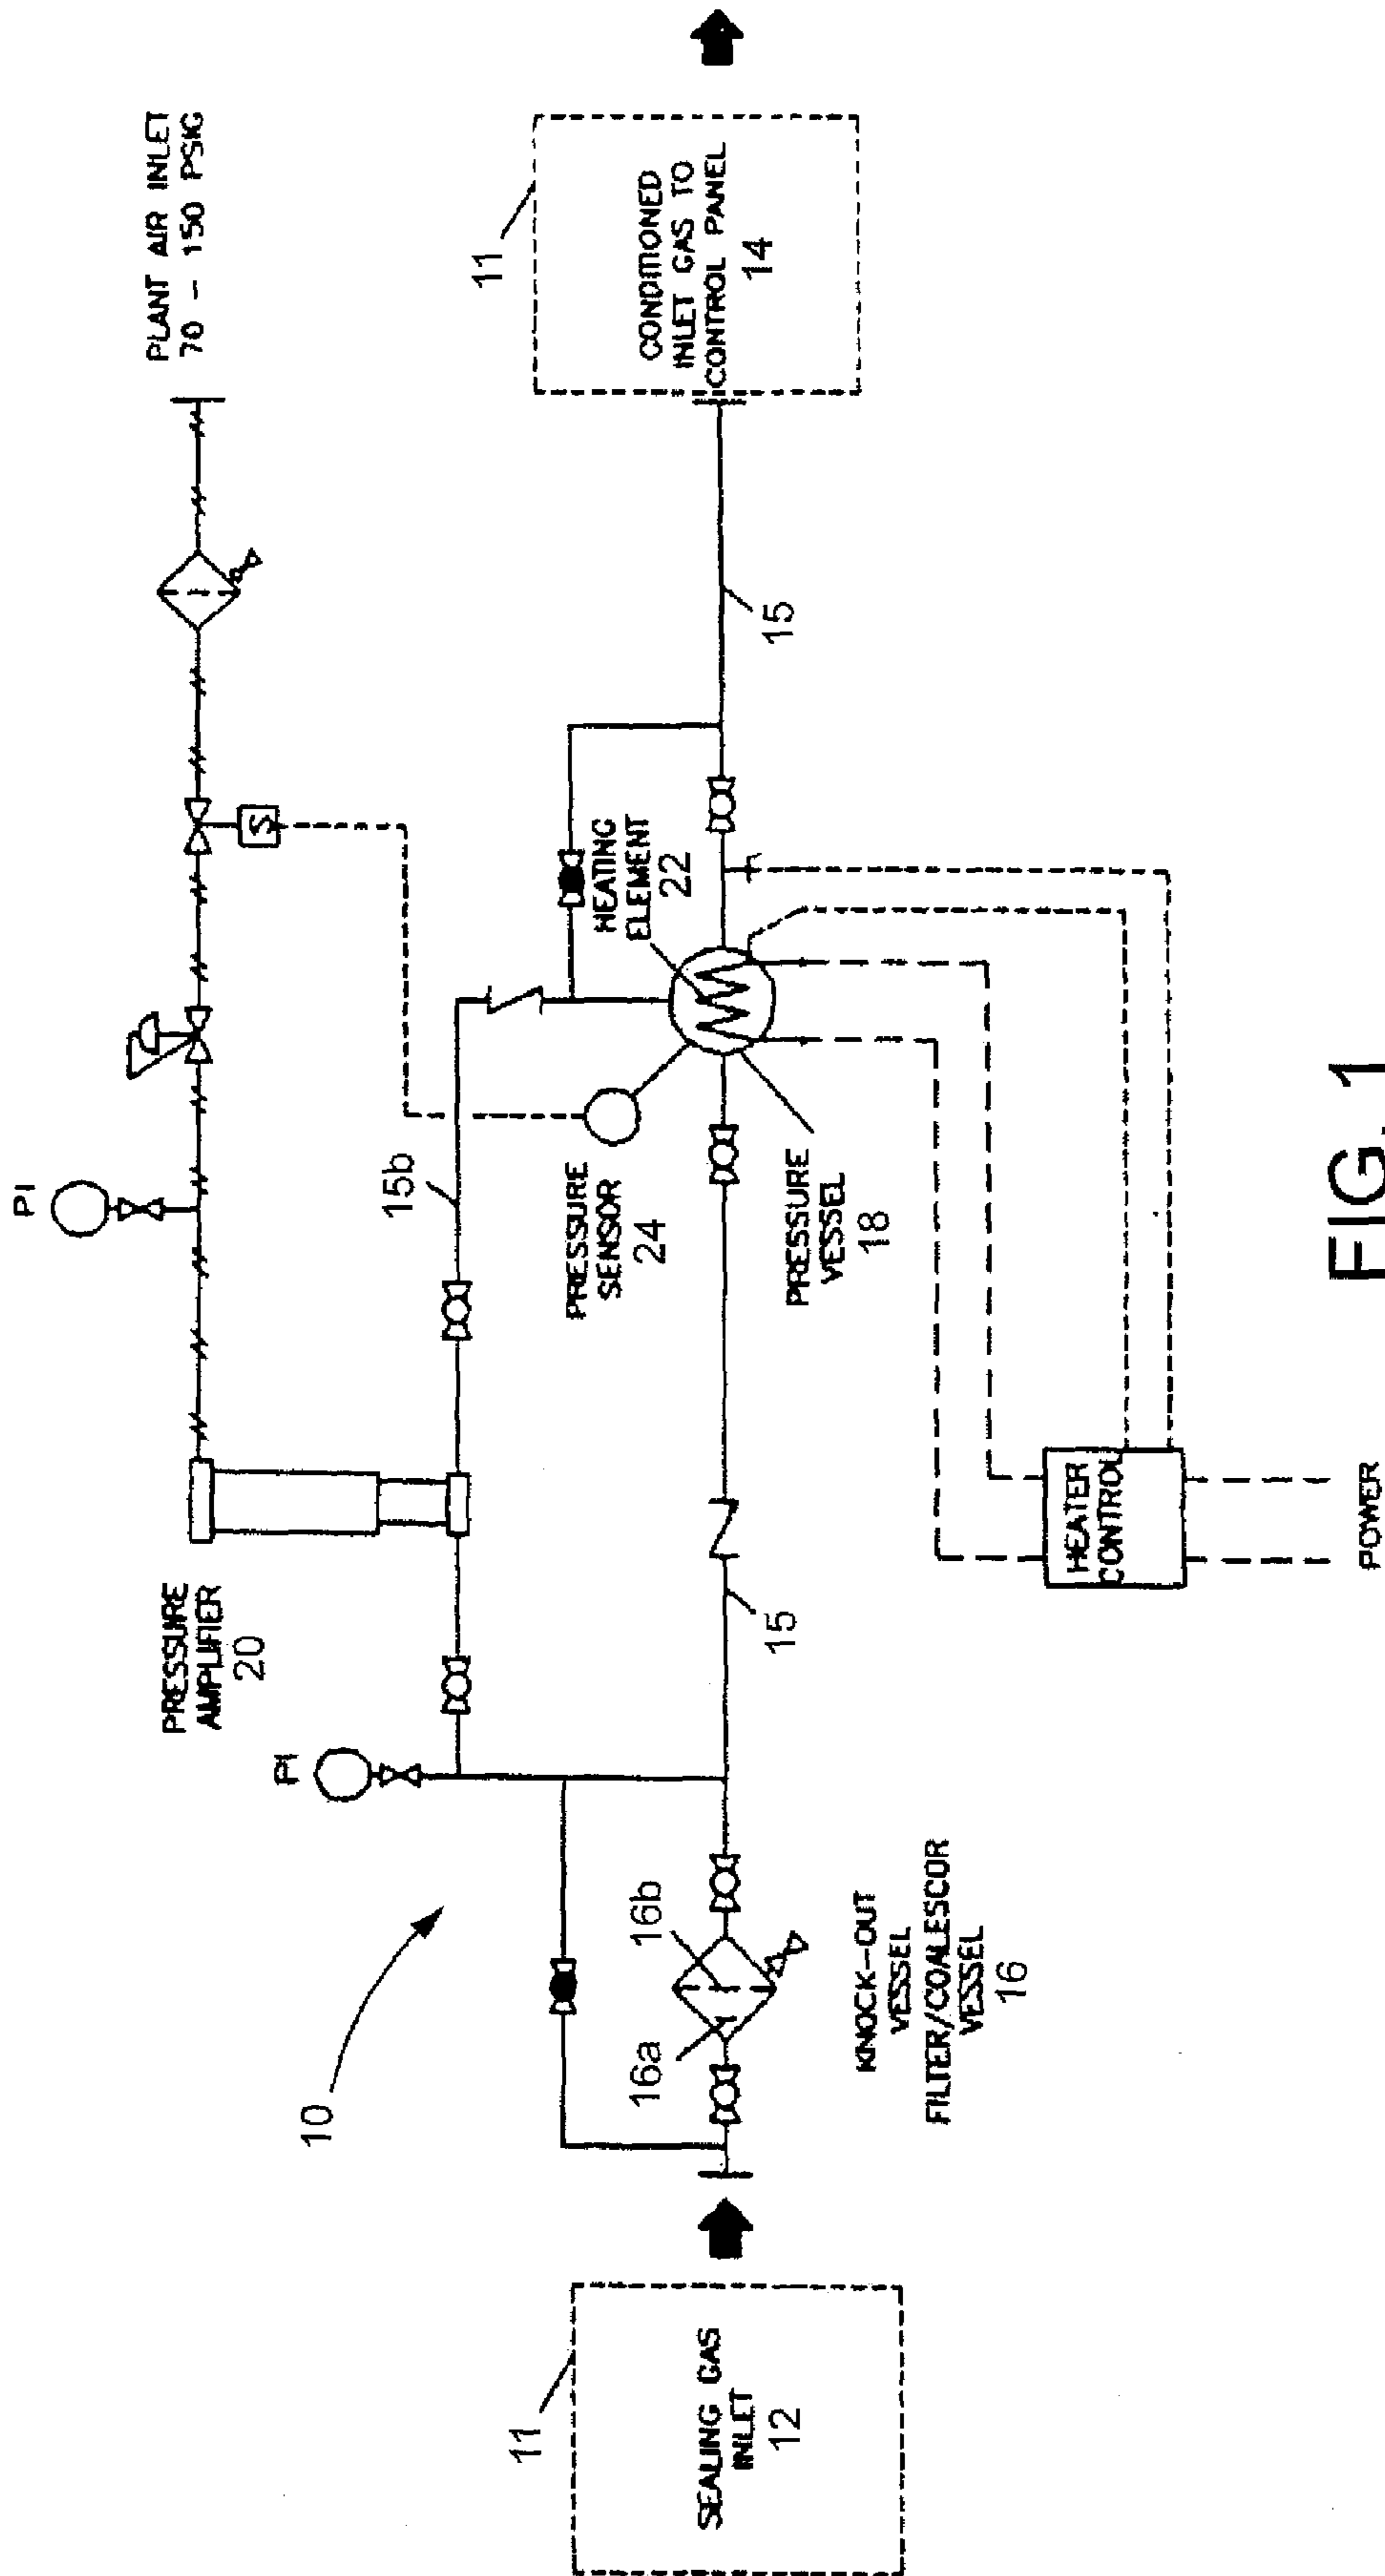 PI
PLANT AIR INLET
70 – 150 PSIG
PRESSURE
AMPLIFIER
20
S
PI
10
15b
11
11
SEALING GAS
INLET
12
16a
16b
PRESSURE
SENSOR
24
HEATING
ELEMENT
22
CONDITIONED
INLET GAS TO
CONTROL PANEL
14
15
15
KNOCK-OUT
VESSEL
FILTER/COALESCOR
VESSEL
16
PRESSURE
VESSEL
18
HEATER
CONTROL
POWER
FIG. 1